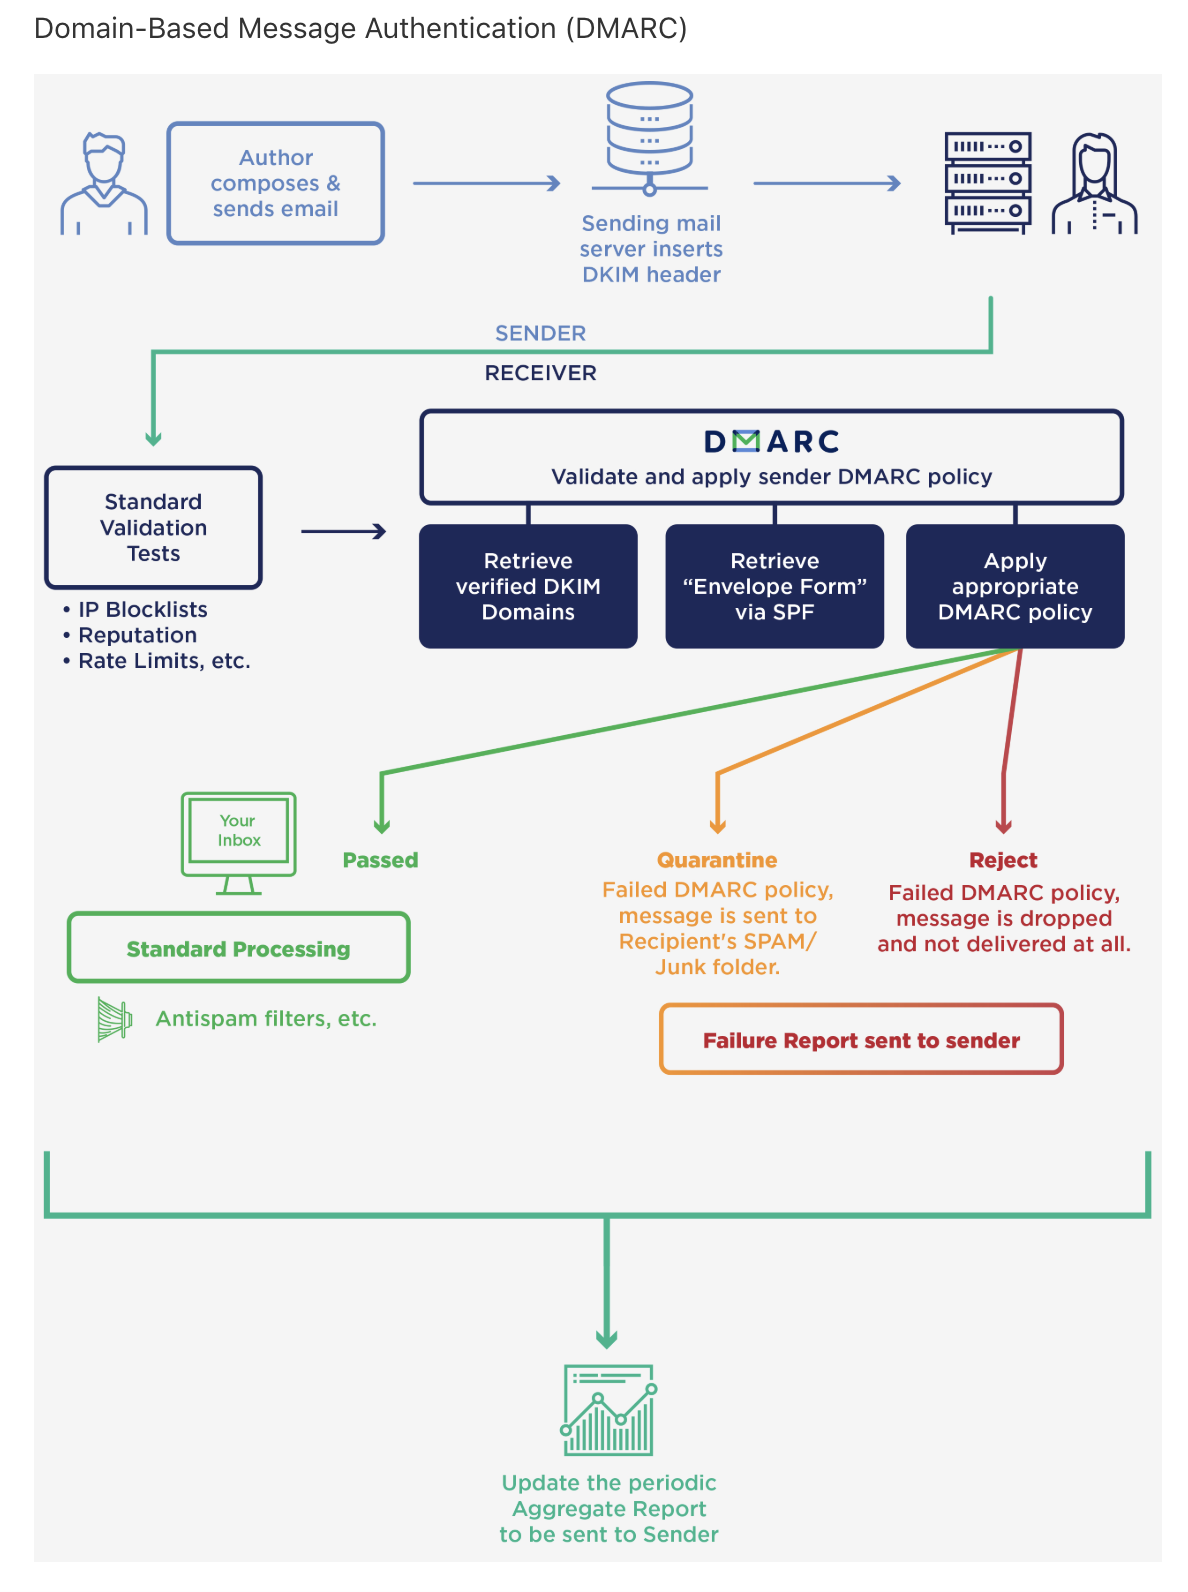 Domain-Based Message Authentication (DMARC)
Author
composes &
sends email
Sending mail
server inserts
DKIM header
SENDER
RECEIVER
DMARC
Validate and apply sender DMARC policy
Standard
Validation
Tests
• IP Blocklists
• Reputation
• Rate Limits, etc.
Retrieve
verified DKIM
Domains
Retrieve
“Envelope Form”
via SPF
Apply
appropriate
DMARC policy
Your
Inbox
Passed
Standard Processing
Antispam filters, etc.
Quarantine
Failed DMARC policy,
message is sent to
Recipient's SPAM/
Junk folder.
Reject
Failed DMARC policy,
message is dropped
and not delivered at all.
Failure Report sent to sender
Update the periodic
Aggregate Report
to be sent to Sender